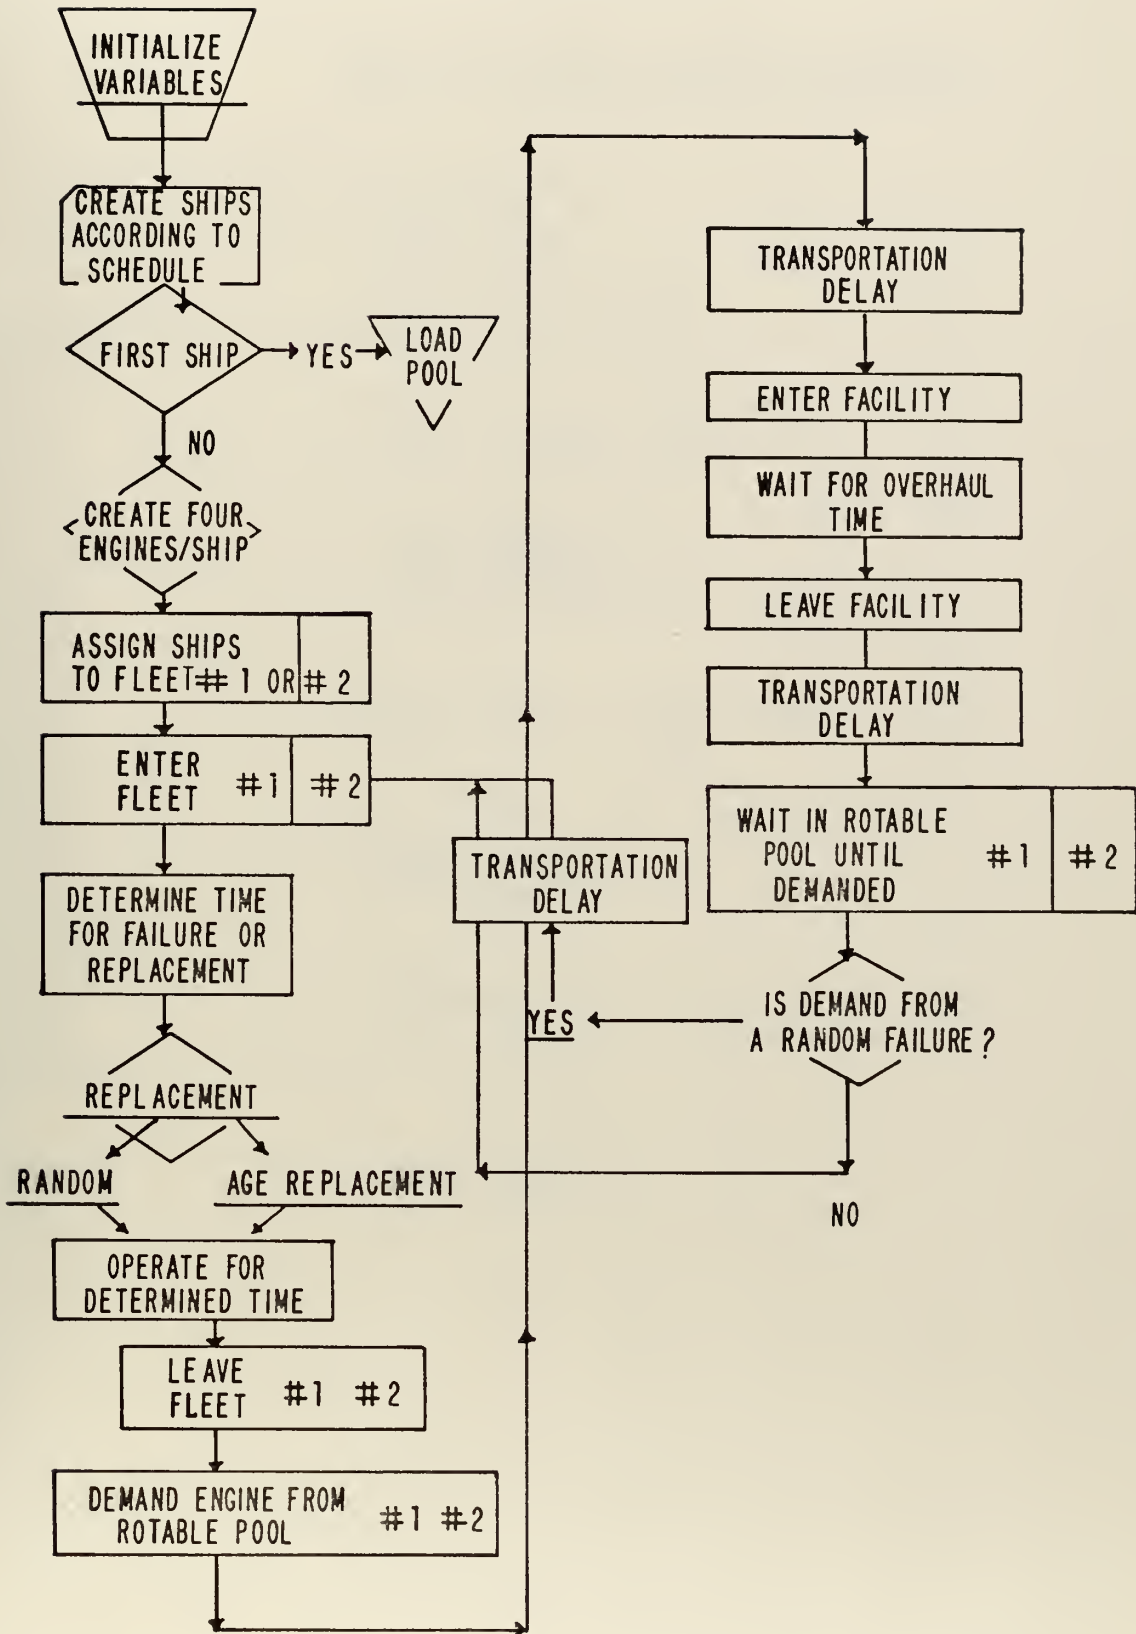 INITIALIZE
VARIABLES
CREATE SHIPS
ACCORDING TO
SCHEDULE
FIRST SHIP
YES
LOAD
POOL
NO
CREATE FOUR
ENGINES/SHIP
ASSIGN SHIPS
TO FLEET #1 OR #2
ENTER
FLEET #1 #2
DETERMINE TIME
FOR FAILURE OR
REPLACEMENT
REPLACEMENT
RANDOM
AGE REPLACEMENT
OPERATE FOR
DETERMINED TIME
LEAVE
FLEET #1 #2
DEMAND ENGINE FROM
ROTABLE POOL #1 #2
TRANSPORTATION
DELAY
ENTER FACILITY
WAIT FOR OVERHAUL
TIME
LEAVE FACILITY
TRANSPORTATION
DELAY
WAIT IN ROTABLE
POOL UNTIL #1 #2
DEMANDED
IS DEMAND FROM
A RANDOM FAILURE?
YES
TRANSPORTATION
DELAY
NO